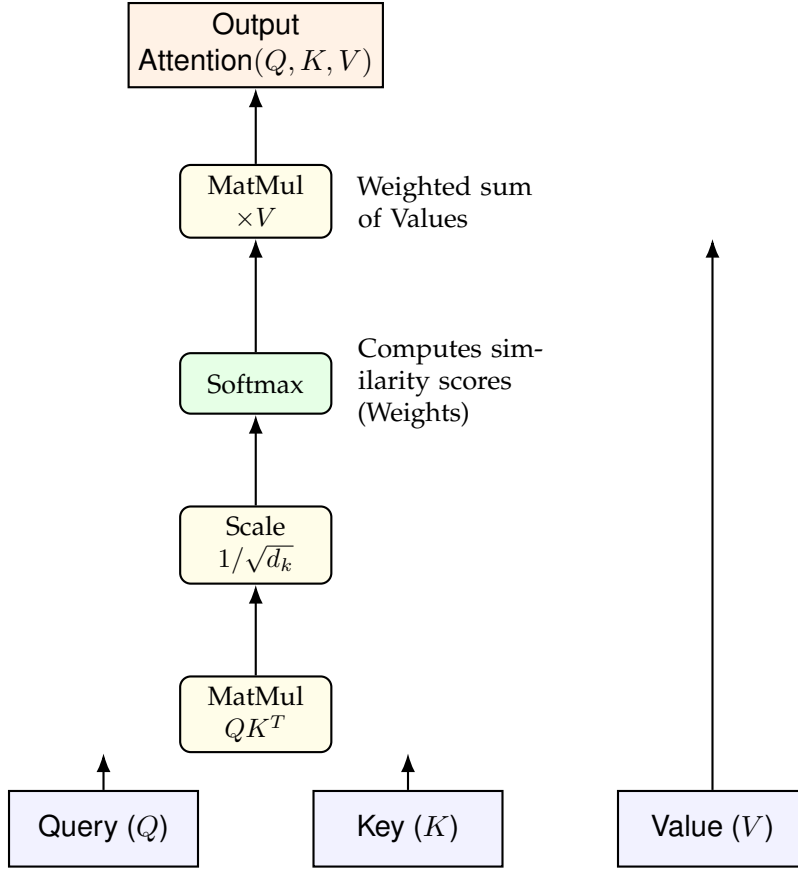 Output
Attention(Q, K, V)
MatMul
×V
Weighted sum
of Values
Softmax
Computes sim-
ilarity scores
(Weights)
Scale
1/√d_k
MatMul
QK^T
Query (Q)
Key (K)
Value (V)